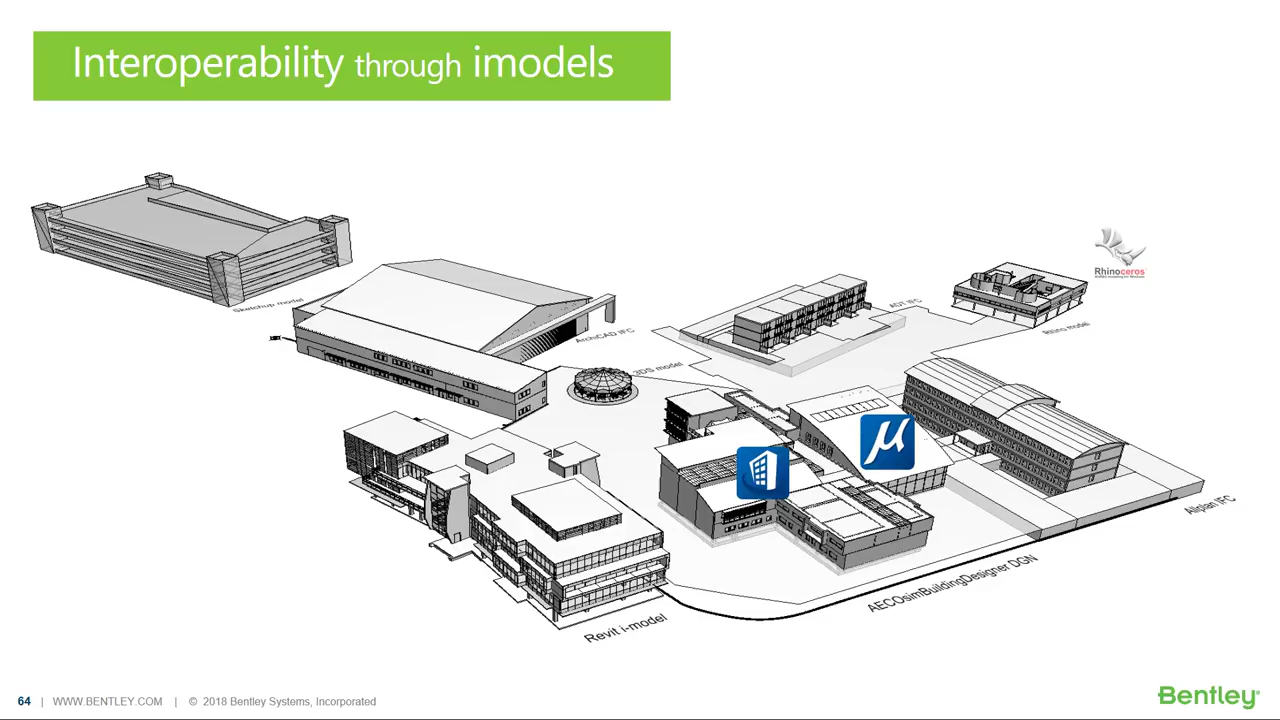 Interoperability through imodels
Rhinoceros
Sketchup model
ArchiCAD IFC
ADT IFC
Rhino model
3DS model
µ
Allplan IFC
AECOsimBuildingDesigner DGN
Revit i-model
64 | WWW.BENTLEY.COM | © 2018 Bentley Systems, Incorporated
Bentley®